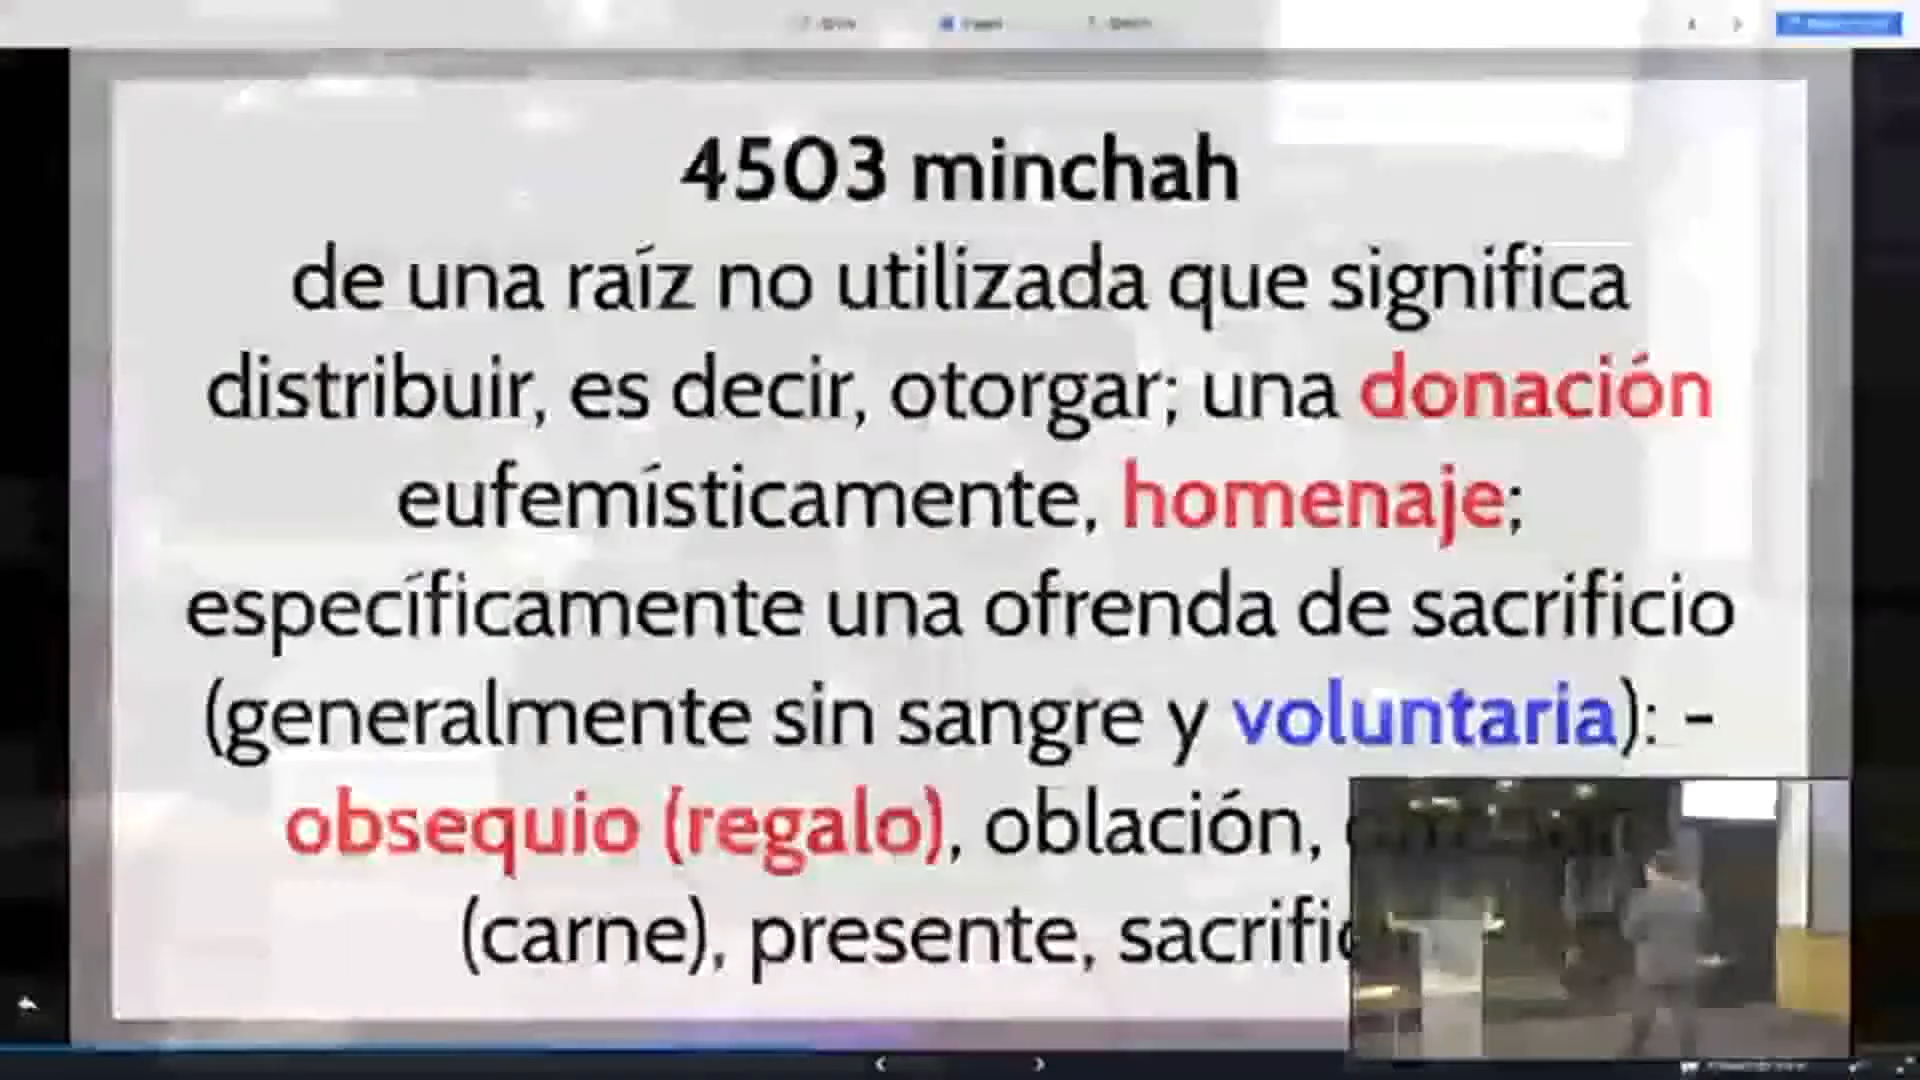 4503 minchah
de una raíz no utilizada que significa
distribuir, es decir, otorgar; una donación
eufemísticamente, homenaje;
específicamente una ofrenda de sacrificio
(generalmente sin sangre y voluntaria): -
obsequio (regalo), oblación,
(carne), presente,